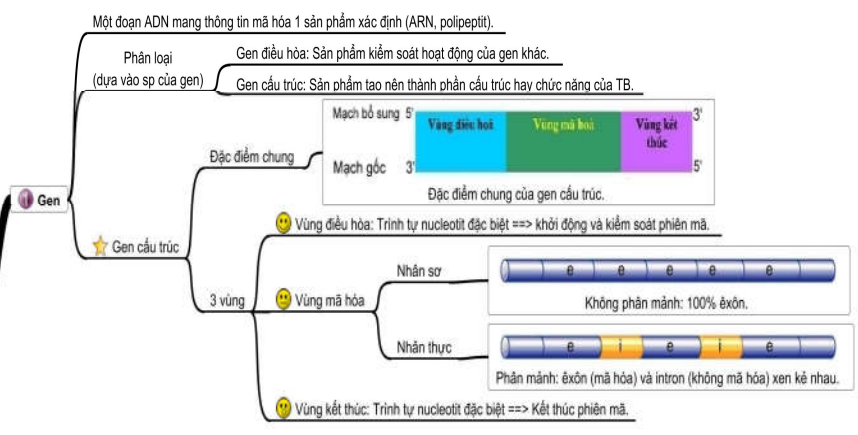 Một đoạn ADN mang thông tin mã hóa 1 sản phẩm xác định (ARN, polipeptit).
Phân loại
(dựa vào sp của gen)
Gen điều hòa: Sản phẩm kiểm soát hoạt động của gen khác.
Gen cấu trúc: Sản phẩm tao nên thành phần cấu trúc hay chức năng của TB.
Mạch bổ sung 5'
3'
Vùng điều hoà
Vùng mã hoá
Vùng kết
thúc
Mạch gốc 3'
5'
Đặc điểm chung của gen cấu trúc.
Đặc điểm chung
1 Gen
Gen cấu trúc
3 vùng
Vùng điều hòa: Trình tự nucleotit đặc biệt ==> khởi động và kiểm soát phiên mã.
Vùng mã hóa
Nhân sơ
e e e e e
Không phân mảnh: 100% êxôn.
Nhân thực
e i e i e
Phân mảnh: êxôn (mã hóa) và intron (không mã hóa) xen kẻ nhau.
Vùng kết thúc: Trình tự nucleotit đặc biệt ==> Kết thúc phiên mã.